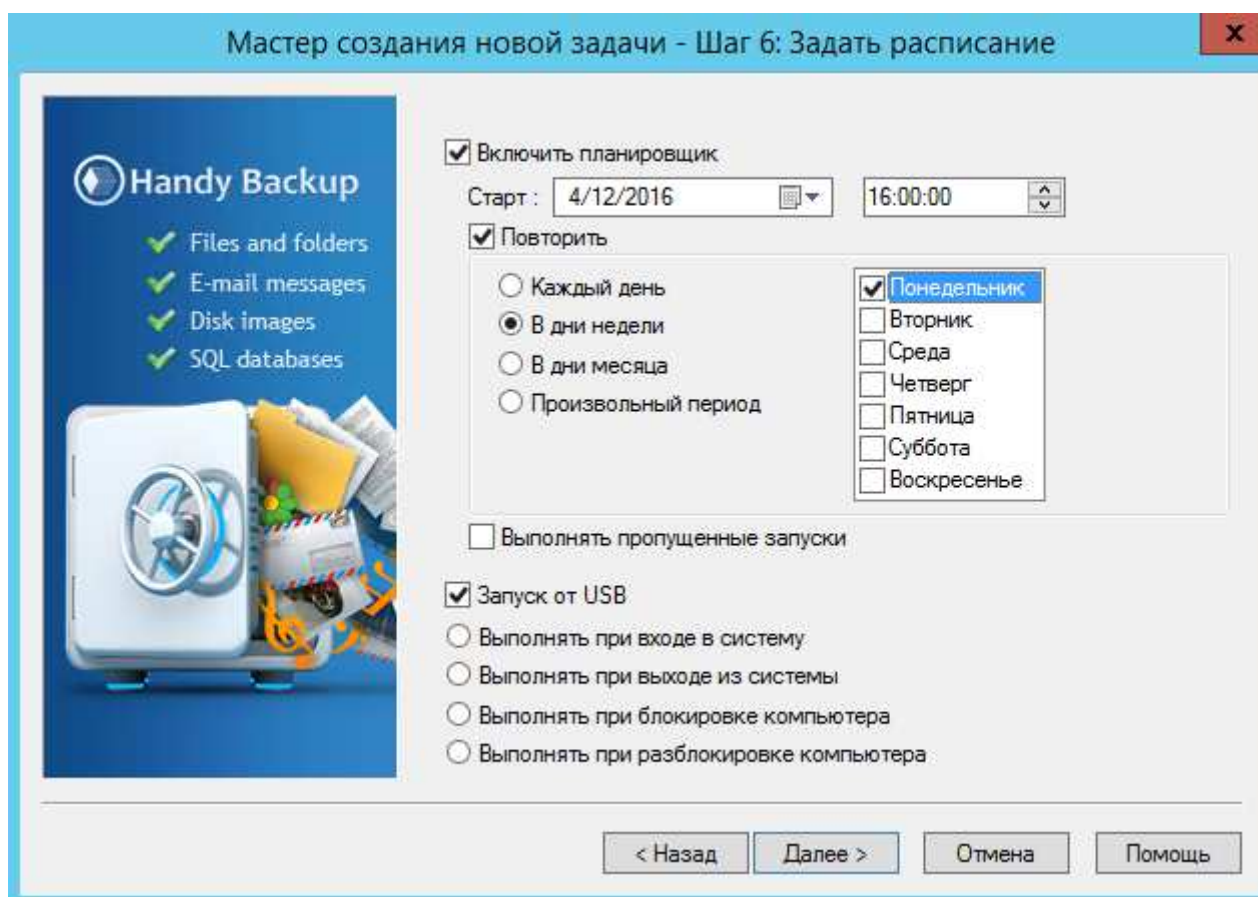 Мастер создания новой задачи - Шаг 6: Задать расписание
x
Handy Backup
Files and folders
E-mail messages
Disk images
SQL databases
Включить планировщик
Старт : 4/12/2016 16:00:00
Повторить
Каждый день
В дни недели
В дни месяца
Произвольный период
Понедельник
Вторник
Среда
Четверг
Пятница
Суббота
Воскресенье
Выполнять пропущенные запуски
Запуск от USB
Выполнять при входе в систему
Выполнять при выходе из системы
Выполнять при блокировке компьютера
Выполнять при разблокировке компьютера
< Назад Далее > Отмена Помощь